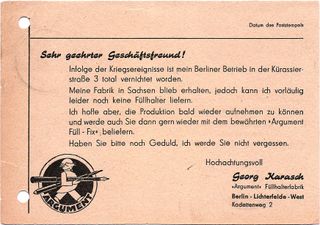 Datum des Poststempels
Sehr geehrter Geschäftsfreund!
Infolge der Kriegsereignisse ist mein Berliner Betrieb in der Kürassier-
straße 3 total vernichtet worden.
Meine Fabrik in Sachsen blieb erhalten, jedoch kann ich vorläufig
leider noch keine Füllhalter liefern.
Ich hoffe aber, die Produktion bald wieder aufnehmen zu können
und werde auch Sie dann gern wieder mit dem bewährten »Argument
Füll - Fix« beliefern.
Haben Sie bitte noch Geduld, ich werde Sie nicht vergessen.
Hochachtungsvoll
Georg Karasch
»Argument« Füllhalterfabrik
Berlin - Lichterfelde - West
Kadettenweg 2
ARGUMENT